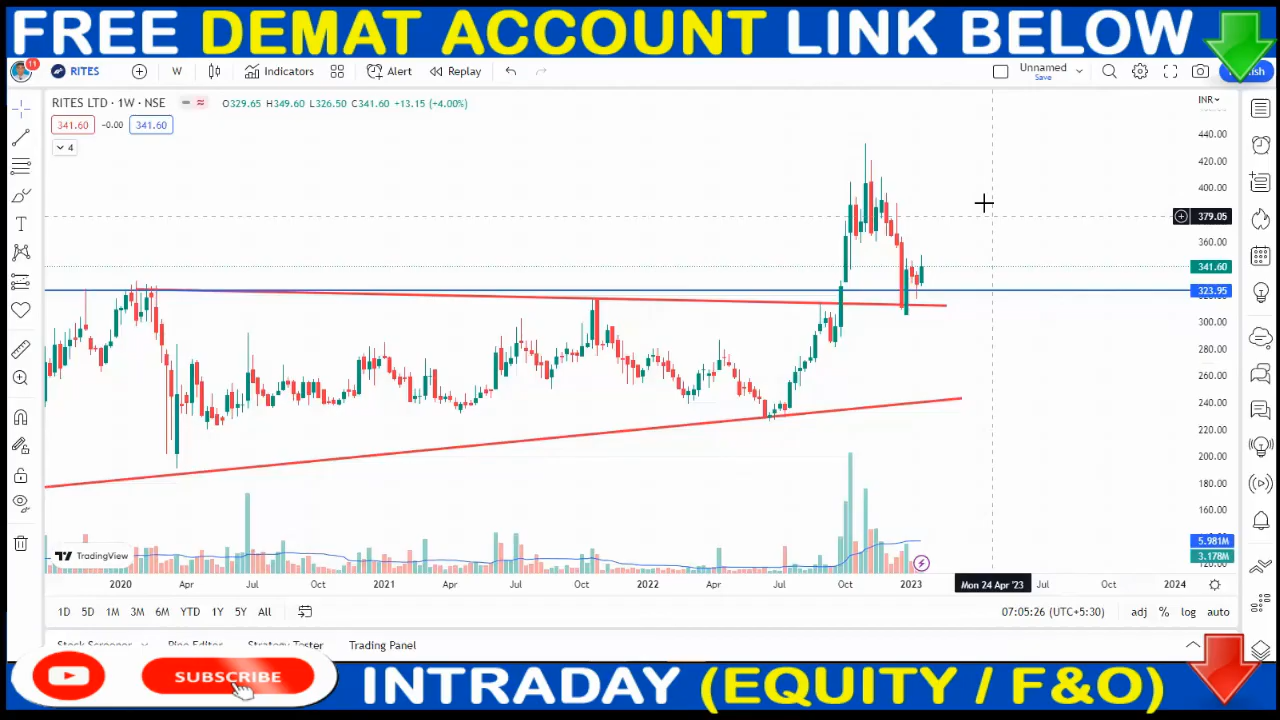 FREE DEMAT ACCOUNT LINK BELOW
11 RITES W Indicators Alert Replay Unnamed
Save
RITES LTD · 1W · NSE O329.65 H349.60 L326.50 C341.60 +13.15 (+4.00%) INR
341.60 -0.00 341.60
4
440.00
420.00
400.00
379.05
360.00
341.60
323.95
300.00
280.00
260.00
240.00
220.00
200.00
180.00
160.00
5.981M
3.178M
TradingView
2020 Apr Jul Oct 2021 Apr Jul Oct 2022 Apr Jul Oct 2023 Mon 24 Apr '23 Jul Oct 2024
1D 5D 1M 3M 6M YTD 1Y 5Y All 07:05:26 (UTC+5:30) adj % log auto
Stock Screener Pine Editor Strategy Tester Trading Panel
SUBSCRIBE
INTRADAY (EQUITY / F&O)